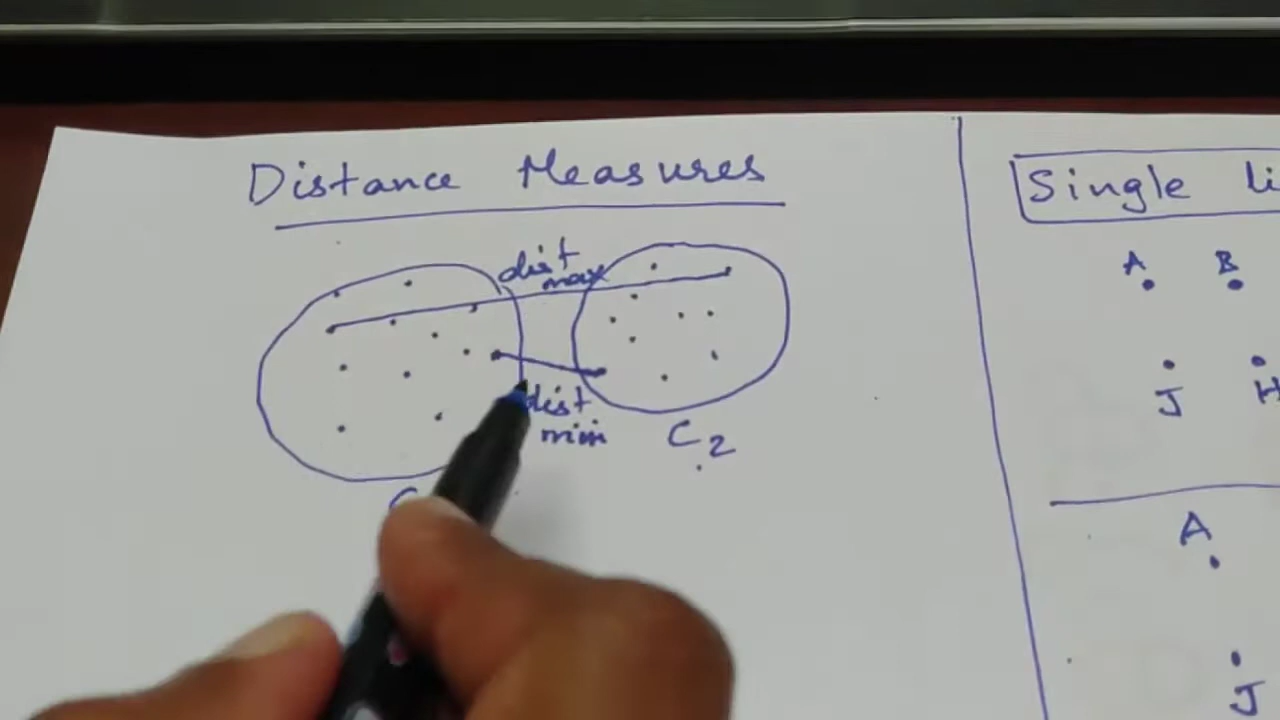 Distance Measures
dist
max
dist
min
C2
C
Single li
A B
J H
A
J